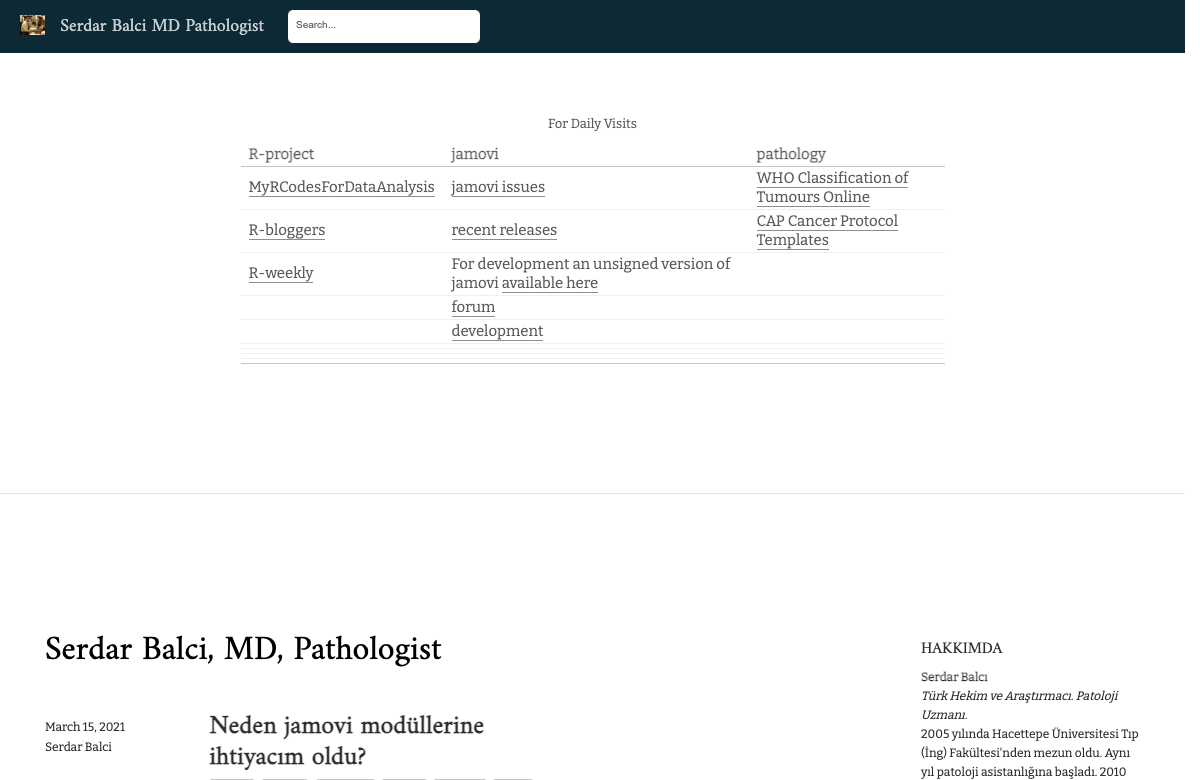 Serdar Balci MD Pathologist
Search...
For Daily Visits
R-project jamovi pathology
MyRCodesForDataAnalysis jamovi issues WHO Classification of
Tumours Online
R-bloggers recent releases CAP Cancer Protocol
Templates
R-weekly For development an unsigned version of
jamovi available here
forum
development
Serdar Balci, MD, Pathologist
March 15, 2021
Serdar Balci
Neden jamovi modüllerine
ihtiyacım oldu?
HAKKIMDA
Serdar Balcı
Türk Hekim ve Araştırmacı. Patoloji
Uzmanı.
2005 yılında Hacettepe Üniversitesi Tıp
(İng) Fakültesi'nden mezun oldu. Aynı
yıl patoloji asistanlığına başladı. 2010